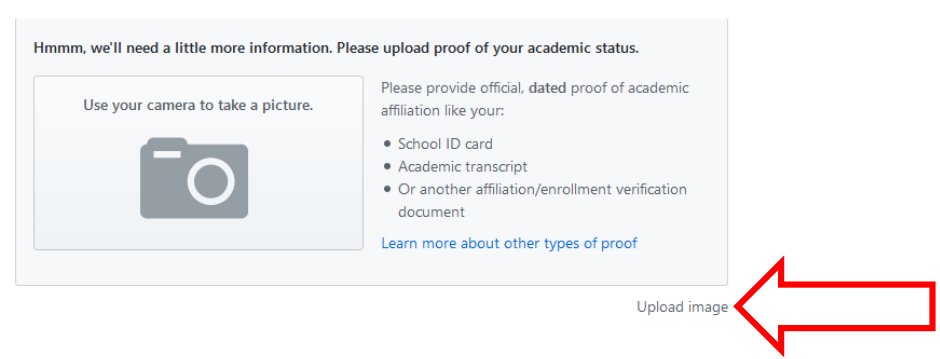 Hmmm, we'll need a little more information. Please upload proof of your academic status.
Use your camera to take a picture.
Please provide official, dated proof of academic
affiliation like your:
• School ID card
• Academic transcript
• Or another affiliation/enrollment verification
document
Learn more about other types of proof
Upload image